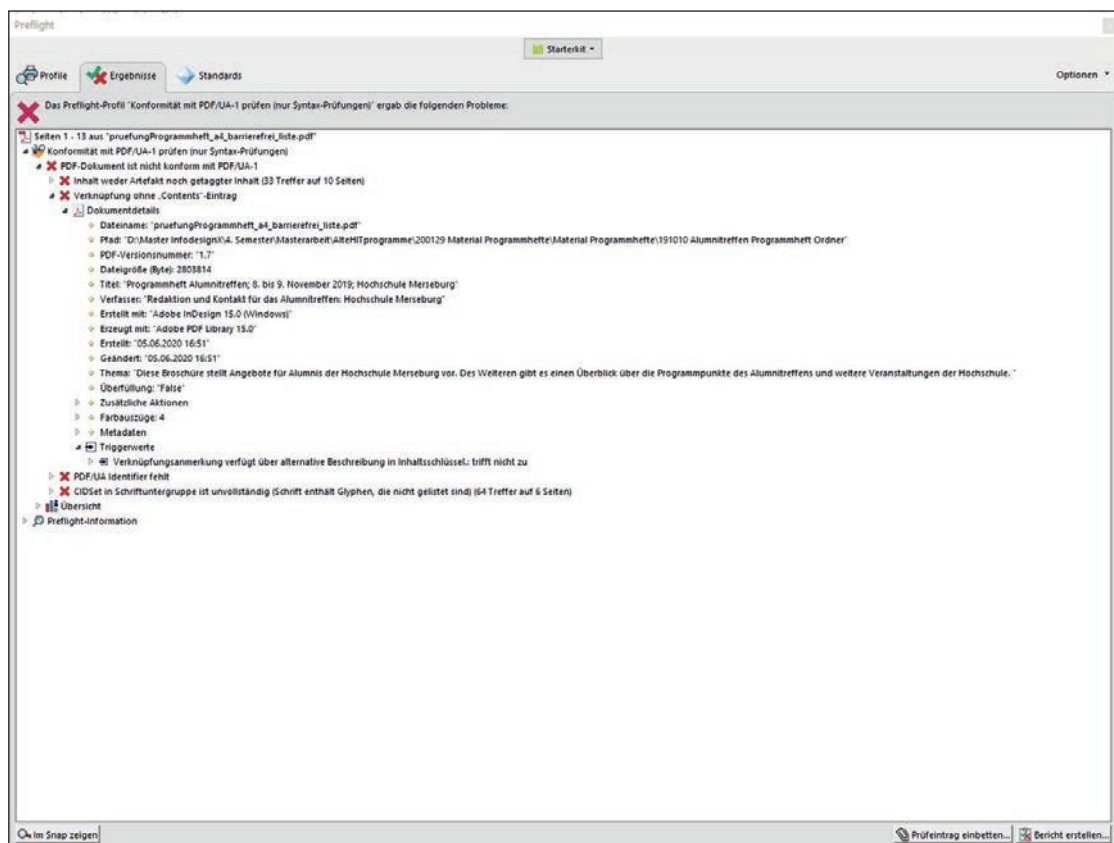 Preflight
Starterkit
Profile Ergebnisse Standards Optionen
Das Preflight-Profil "Konformität mit PDF/UA-1 prüfen (nur Syntax-Prüfungen)" ergab die folgenden Probleme:
Seiten 1 - 13 aus "pruefungProgrammheft_a4_barrierefrei_liste.pdf"
Konformität mit PDF/UA-1 prüfen (nur Syntax-Prüfungen)
PDF-Dokument ist nicht konform mit PDF/UA-1
Inhalt weder Artefakt noch getaggter Inhalt (33 Treffer auf 10 Seiten)
Verknüpfung ohne „Contents"-Eintrag
Dokumentdetails
Dateiname: "pruefungProgrammheft_a4_barrierefrei_liste.pdf"
Pfad: "D:\Master InfodesignX\4. Semester\Masterarbeit\AlteHITprogramme\200129 Material Programmhefte\Material Programmhefte\191010 Alumnitreffen Programmheft Ordner"
PDF-Versionsnummer: "1.7"
Dateigröße (Byte): 2803814
Titel: "Programmheft Alumnitreffen; 8. bis 9. November 2019; Hochschule Merseburg"
Verfasser: "Redaktion und Kontakt für das Alumnitreffen: Hochschule Merseburg"
Erstellt mit: "Adobe InDesign 15.0 (Windows)"
Erzeugt mit: "Adobe PDF Library 15.0"
Erstellt: "05.06.2020 16:51"
Geändert: "05.06.2020 16:51"
Thema: "Diese Broschüre stellt Angebote für Alumnis der Hochschule Merseburg vor. Des Weiteren gibt es einen Überblick über die Programmpunkte des Alumnitreffens und weitere Veranstaltungen der Hochschule. "
Überfüllung: "False"
Zusätzliche Aktionen
Farbauszüge: 4
Metadaten
Triggerwerte
Verknüpfungsanmerkung verfügt über alternative Beschreibung in Inhaltsschlüssel.: trifft nicht zu
PDF/UA Identifier fehlt
CIDSet in Schriftuntergruppe ist unvollständig (Schrift enthält Glyphen, die nicht gelistet sind) (64 Treffer auf 6 Seiten)
Übersicht
Preflight-Information
Im Snap zeigen Prüfeintrag einbetten... Bericht erstellen...